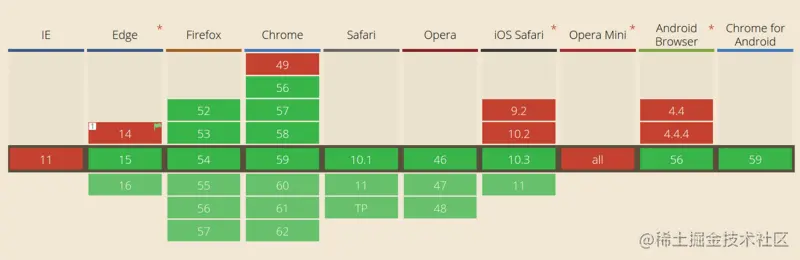 IE Edge * Firefox Chrome Safari Opera iOS Safari * Opera Mini * Android Browser * Chrome for Android
49
56
52 57 9.2 4.4
1 14 53 58 10.2 4.4.4
11 15 54 59 10.1 46 10.3 all 56 59
16 55 60 11 47 11
56 61 TP 48
57 62
@稀土掘金技术社区